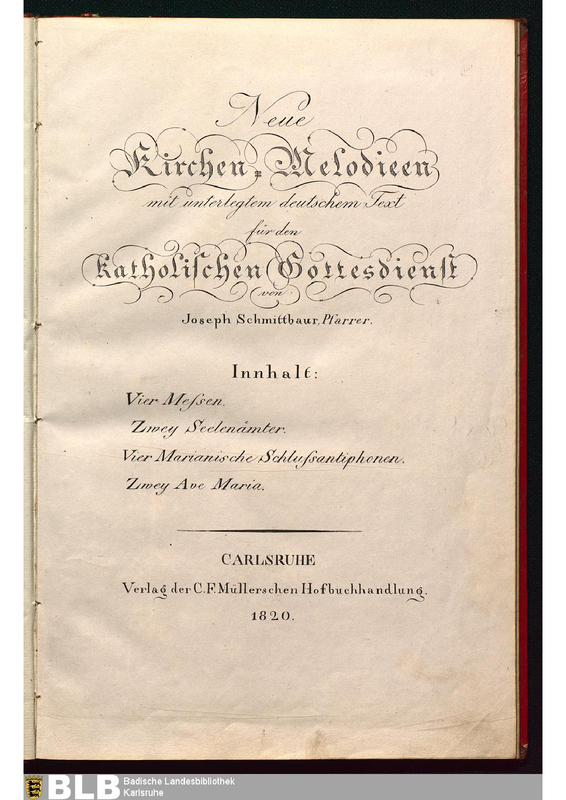 Neue
Kirchen-Melodieen
mit unterlegtem deutschem Text
für den
katholischen Gottesdienst
von
Joseph Schmittbaur, Pfarrer.
Innhalt:
Vier Meſsen.
Zwey Seelenämter.
Vier Marianische Schluſsantiphonen.
Zwey Ave Maria.
CARLSRUHE
Verlag der C.F. Müllerschen Hofbuchhandlung.
1820.
BLB Badische Landesbibliothek
Karlsruhe